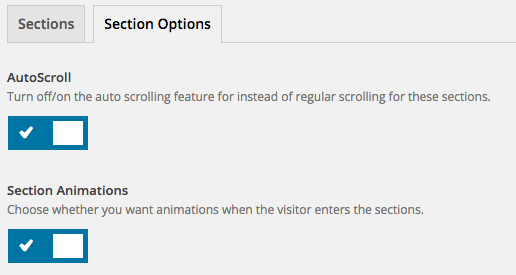 Sections
Section Options
AutoScroll
Turn off/on the auto scrolling feature for instead of regular scrolling for these sections.
Section Animations
Choose whether you want animations when the visitor enters the sections.